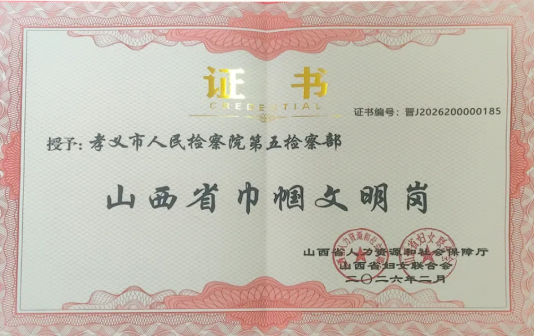 证书
CREDENTIAL
证书编号：晋J2026200000185
授予：孝义市人民检察院第五检察部
山西省巾帼文明岗
山西省人力资源和社会保障厅
山西省妇女联合会
二〇二六年二月